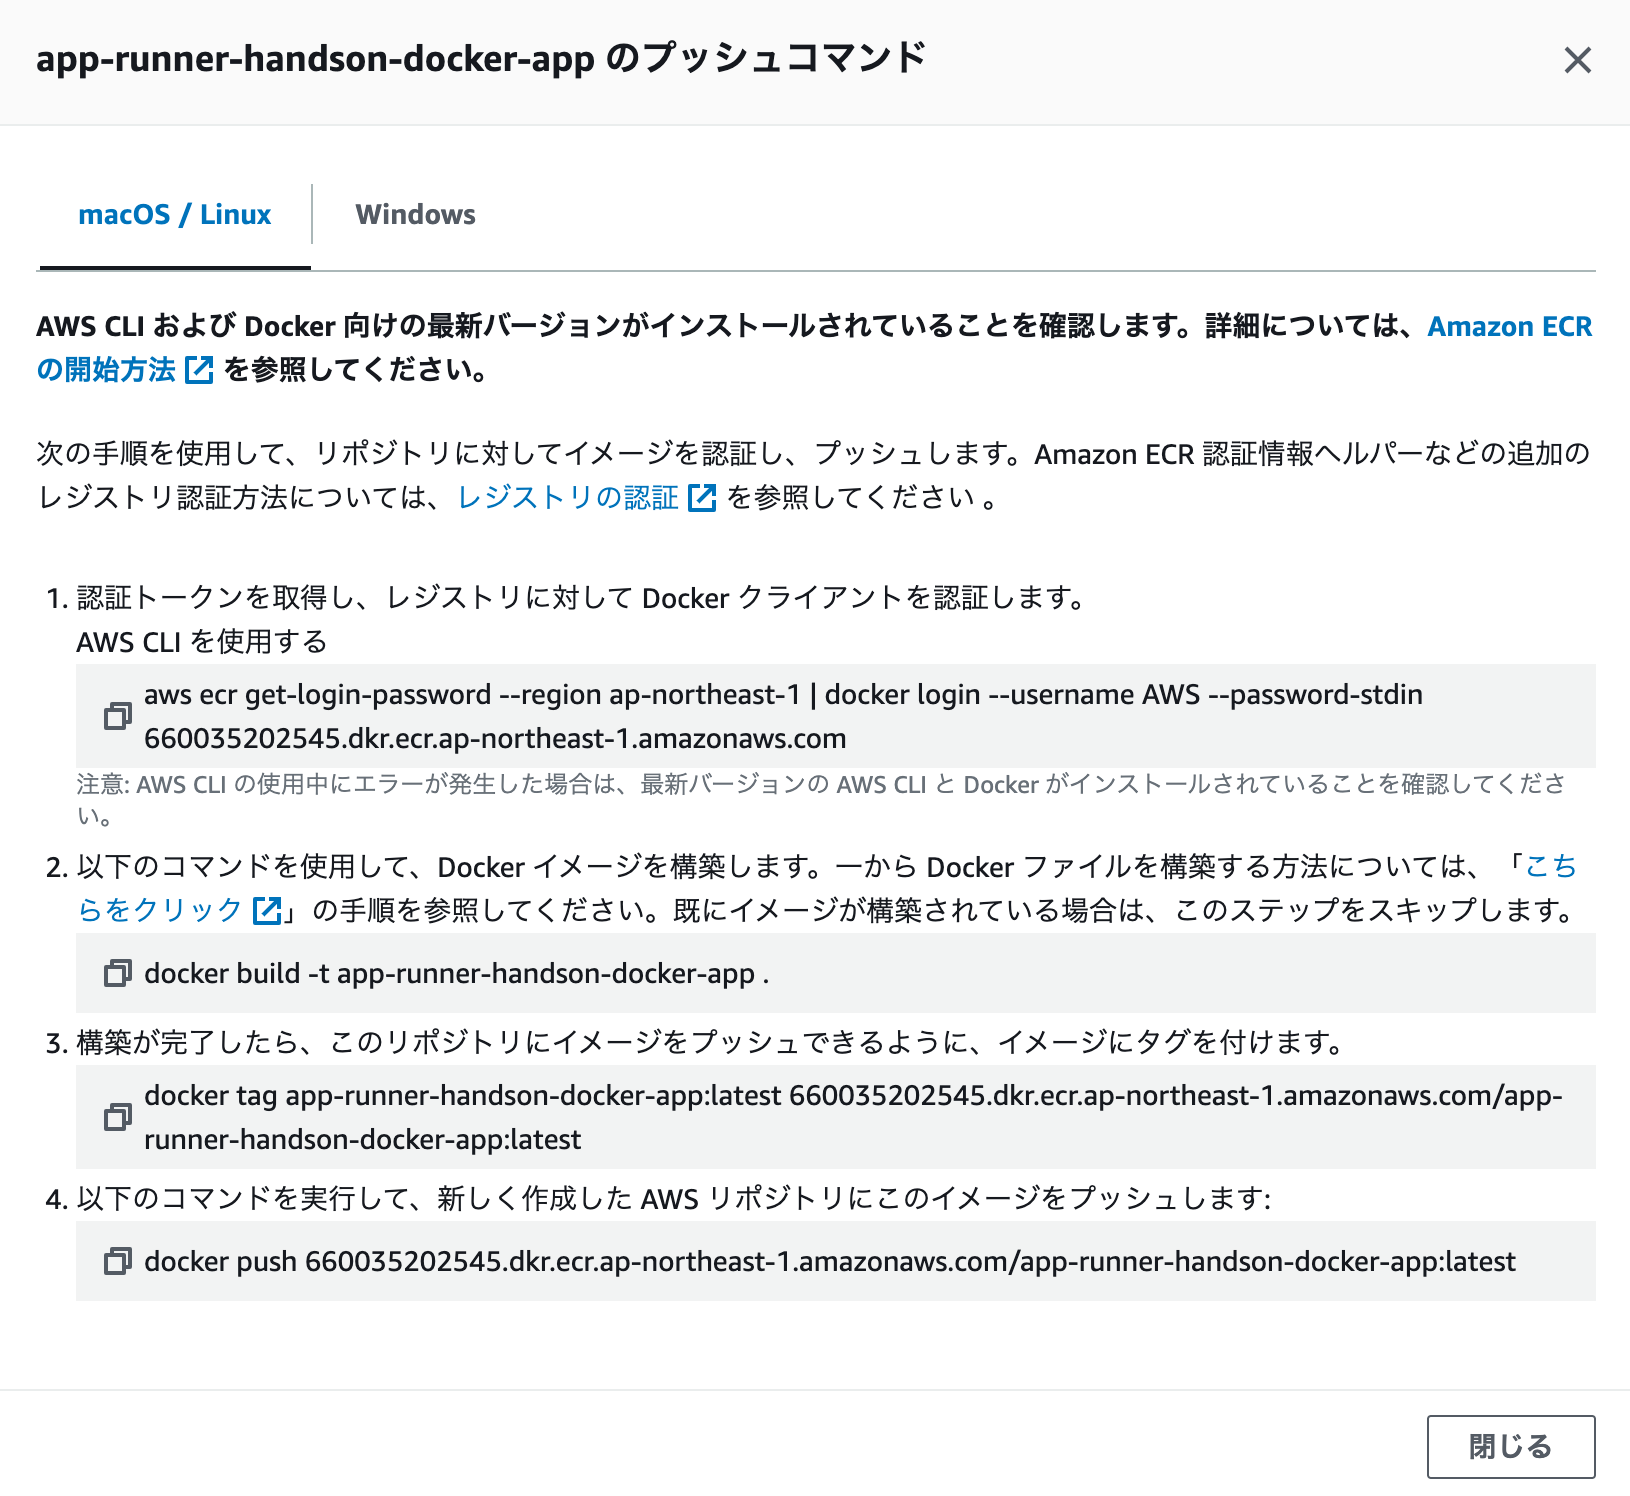 app-runner-handson-docker-app のプッシュコマンド
macOS / Linux
Windows
AWS CLI および Docker 向けの最新バージョンがインストールされていることを確認します。詳細については、Amazon ECR
の開始方法 を参照してください。
次の手順を使用して、リポジトリに対してイメージを認証し、プッシュします。Amazon ECR 認証情報ヘルパーなどの追加の
レジストリ認証方法については、レジストリの認証 を参照してください 。
1. 認証トークンを取得し、レジストリに対して Docker クライアントを認証します。
AWS CLI を使用する
aws ecr get-login-password --region ap-northeast-1 | docker login --username AWS --password-stdin
660035202545.dkr.ecr.ap-northeast-1.amazonaws.com
注意: AWS CLI の使用中にエラーが発生した場合は、最新バージョンの AWS CLI と Docker がインストールされていることを確認してくださ
い。
2. 以下のコマンドを使用して、Docker イメージを構築します。一から Docker ファイルを構築する方法については、「こち
らをクリック 」の手順を参照してください。既にイメージが構築されている場合は、このステップをスキップします。
docker build -t app-runner-handson-docker-app .
3. 構築が完了したら、このリポジトリにイメージをプッシュできるように、イメージにタグを付けます。
docker tag app-runner-handson-docker-app:latest 660035202545.dkr.ecr.ap-northeast-1.amazonaws.com/app-
runner-handson-docker-app:latest
4. 以下のコマンドを実行して、新しく作成した AWS リポジトリにこのイメージをプッシュします:
docker push 660035202545.dkr.ecr.ap-northeast-1.amazonaws.com/app-runner-handson-docker-app:latest
閉じる